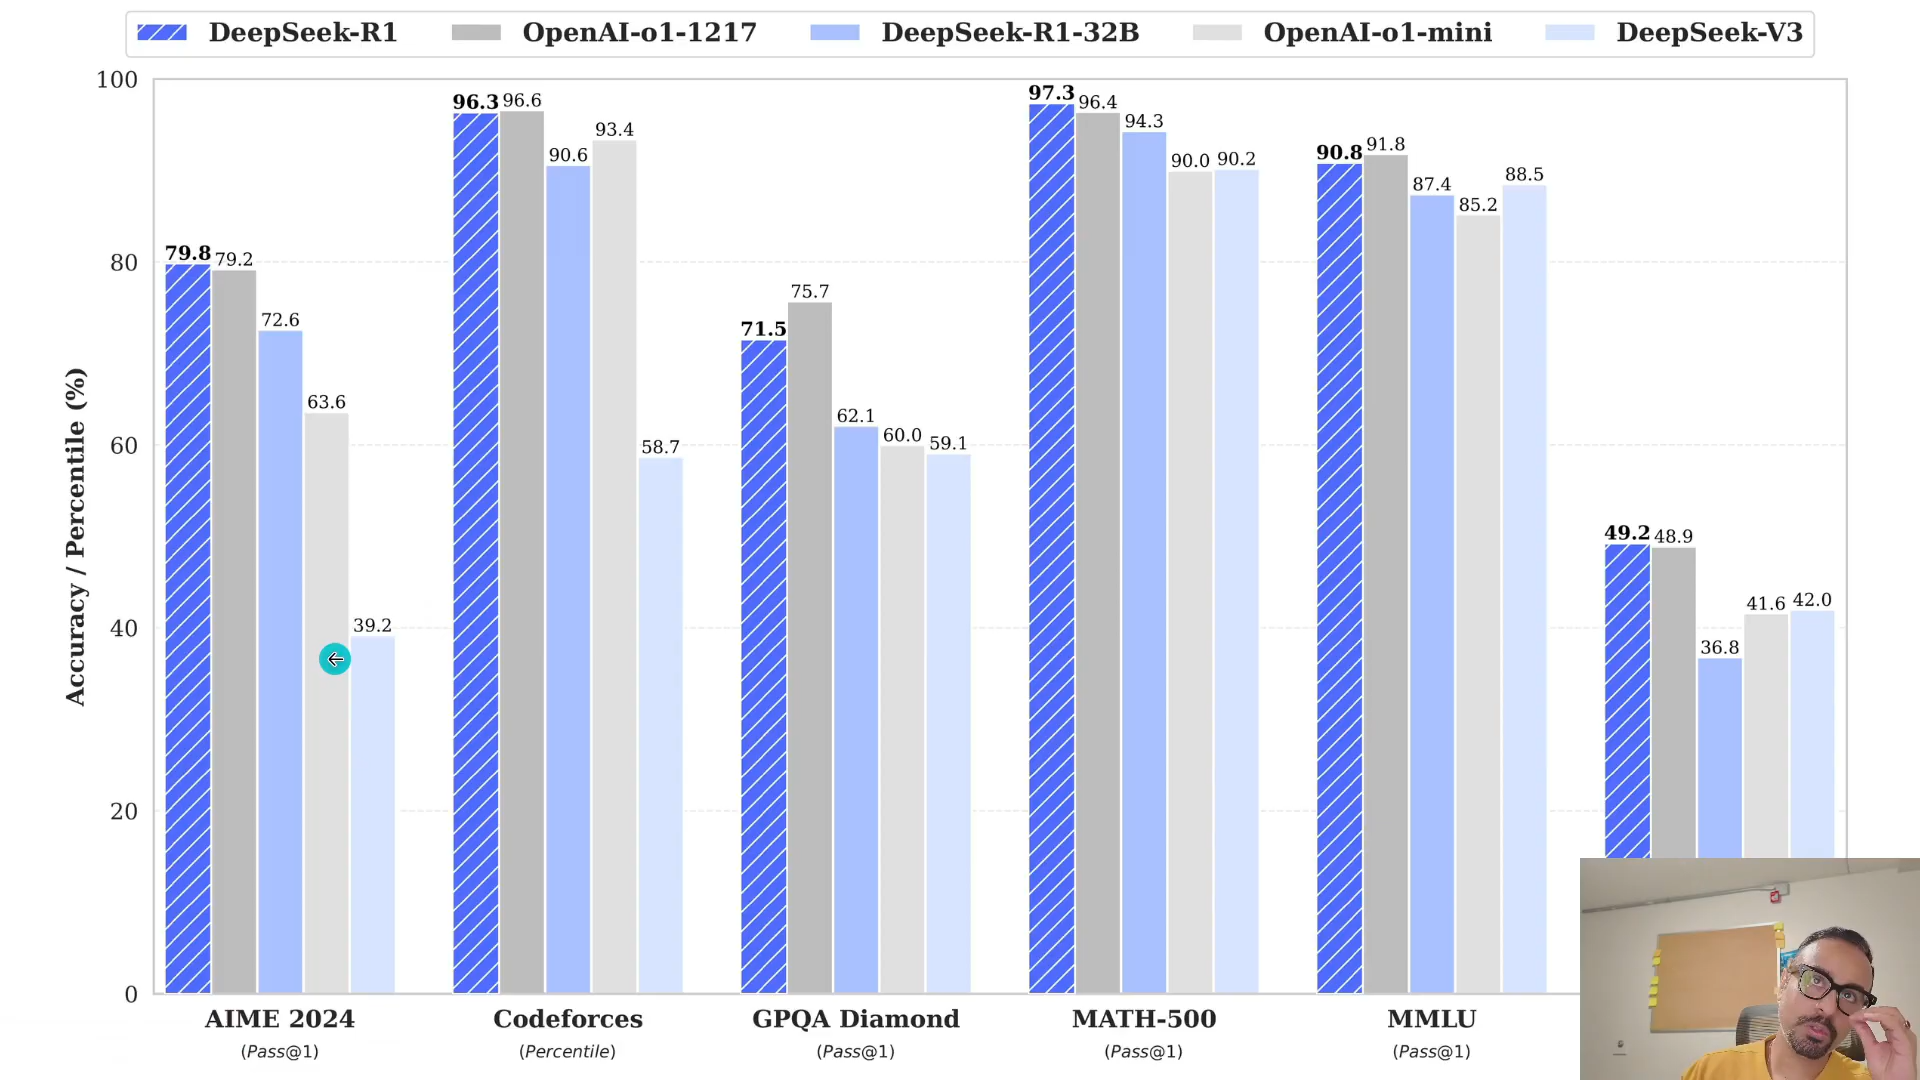 DeepSeek-R1 OpenAI-o1-1217 DeepSeek-R1-32B OpenAI-o1-mini DeepSeek-V3
Accuracy / Percentile (%)
100
80
60
40
20
0
79.8 79.2 72.6 63.6 39.2
96.3 96.6 90.6 93.4 58.7
71.5 75.7 62.1 60.0 59.1
97.3 96.4 94.3 90.0 90.2
90.8 91.8 87.4 85.2 88.5
49.2 48.9 36.8 41.6 42.0
AIME 2024
(Pass@1)
Codeforces
(Percentile)
GPQA Diamond
(Pass@1)
MATH-500
(Pass@1)
MMLU
(Pass@1)